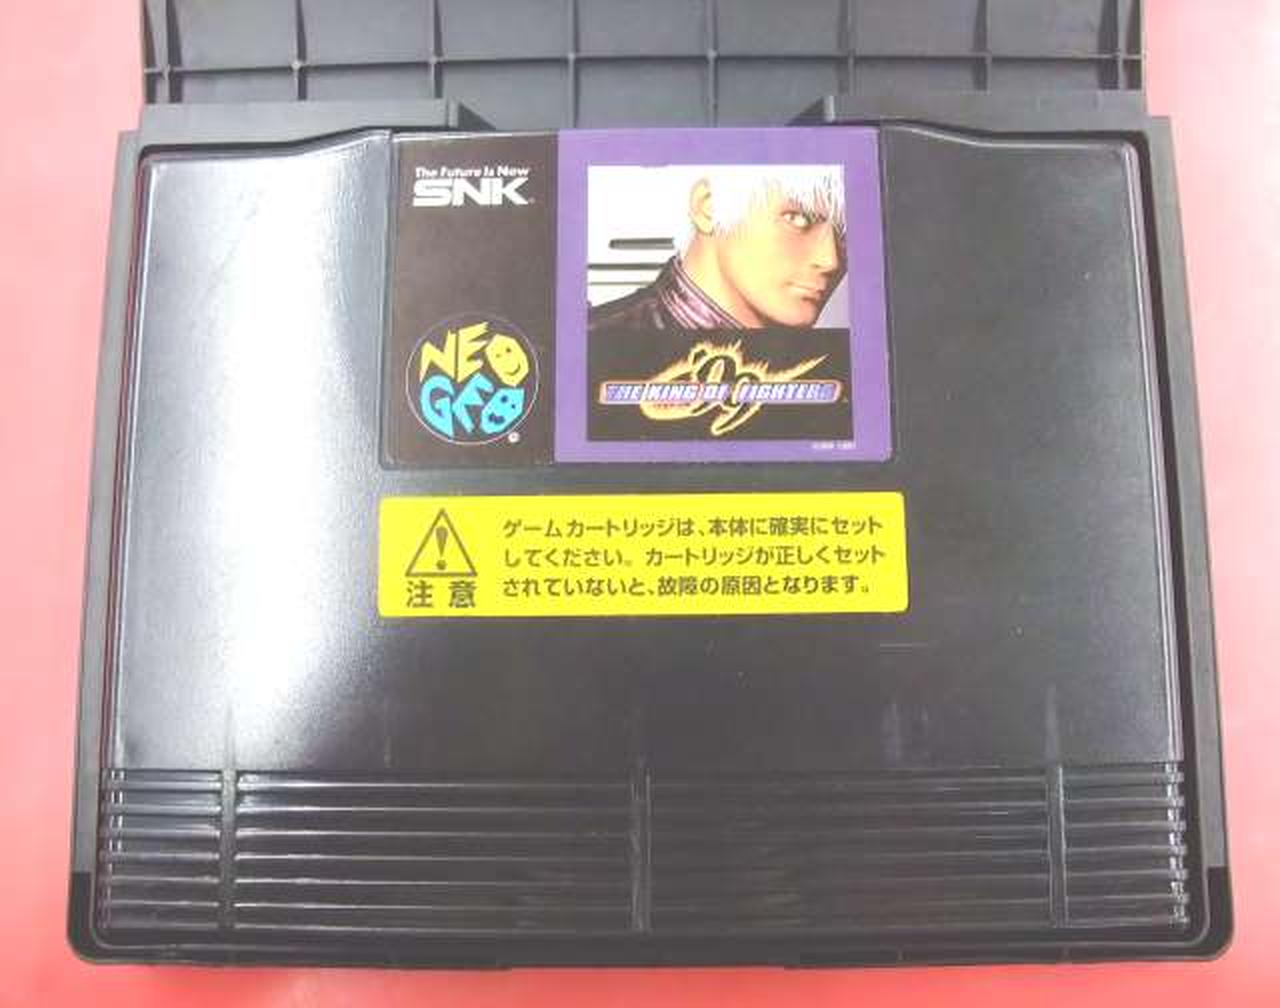 The Future Is Now
SNK
NEO
GEO
99
THE KING OF FIGHTERS
注意
ゲームカートリッジは、本体に確実にセット
してください。カートリッジが正しくセット
されていないと、故障の原因となります。